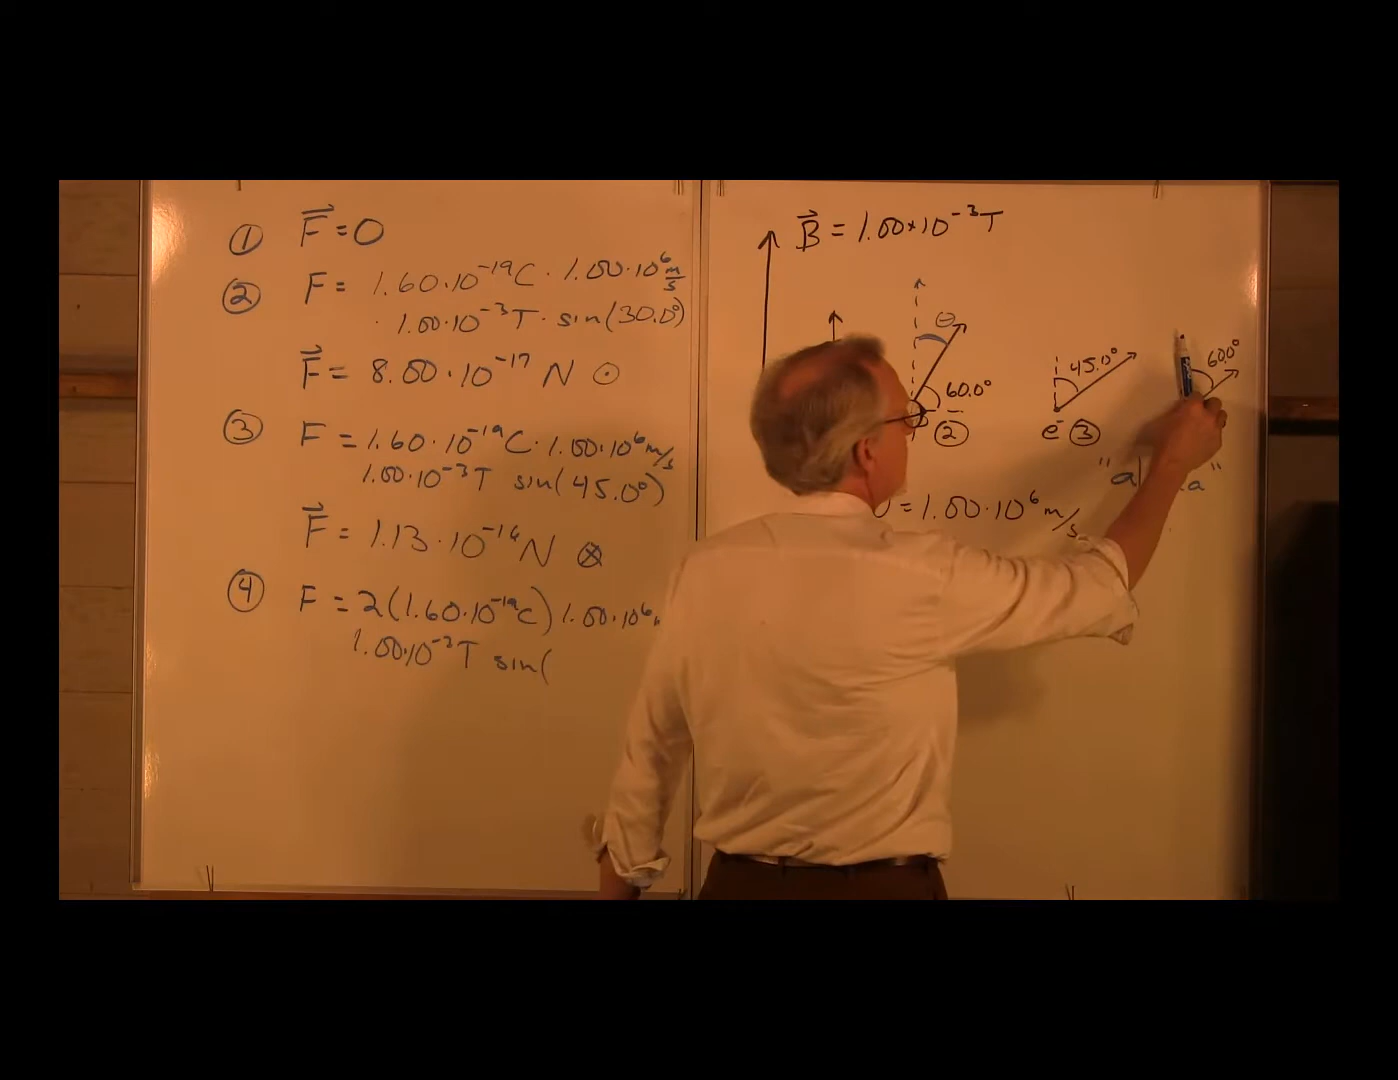 ① F⃗ = 0
② F = 1.60·10⁻¹⁹C · 1.00·10⁶ m/s
· 1.00·10⁻³T · sin(30.0°)
F⃗ = 8.00·10⁻¹⁷ N ⊙
③ F = 1.60·10⁻¹⁹C · 1.00·10⁶ m/s
1.00·10⁻³T sin(45.0°)
F⃗ = 1.13·10⁻¹⁶ N ⊗
④ F = 2(1.60·10⁻¹⁹C) 1.00·10⁶
1.00·10⁻³T sin(
B⃗ = 1.00×10⁻³T
θ
60.0°
②
45.0°
e⁻ ③
60.0°
= 1.00·10⁶ m/s